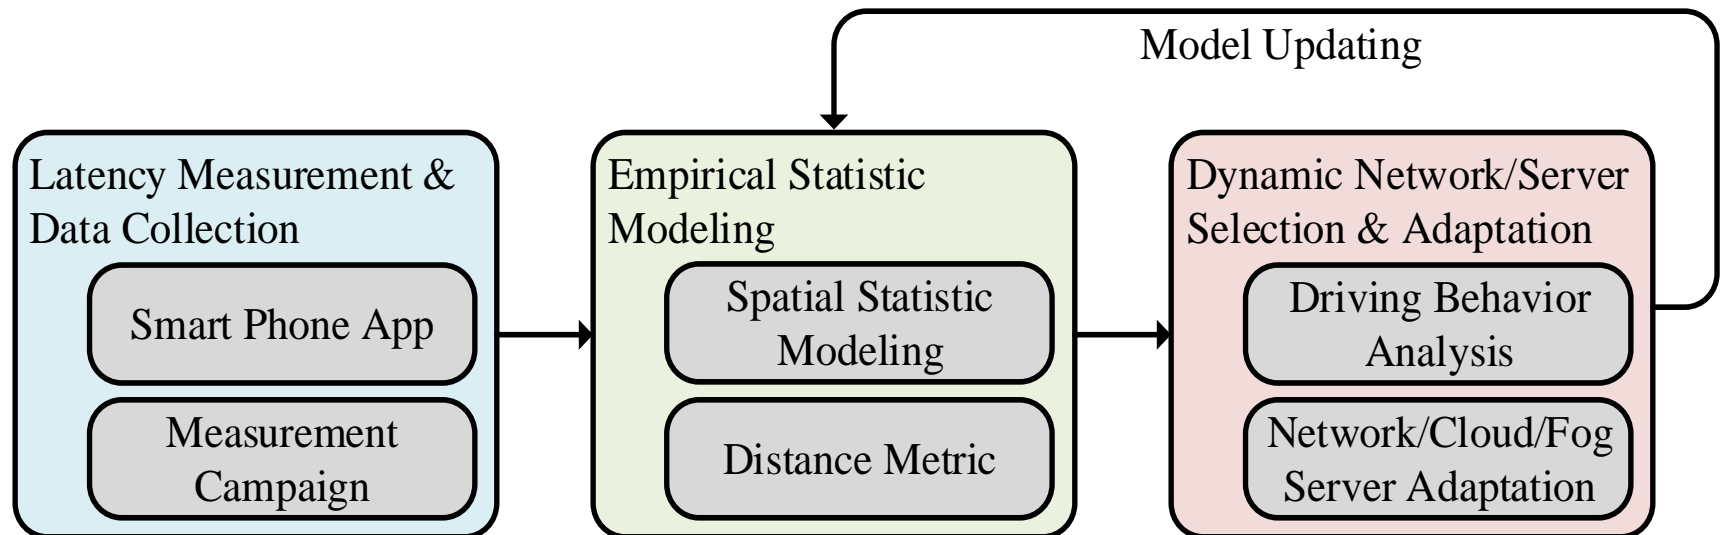 Model Updating
Latency Measurement &
Data Collection
Smart Phone App
Measurement
Campaign
Empirical Statistic
Modeling
Spatial Statistic
Modeling
Distance Metric
Dynamic Network/Server
Selection & Adaptation
Driving Behavior
Analysis
Network/Cloud/Fog
Server Adaptation